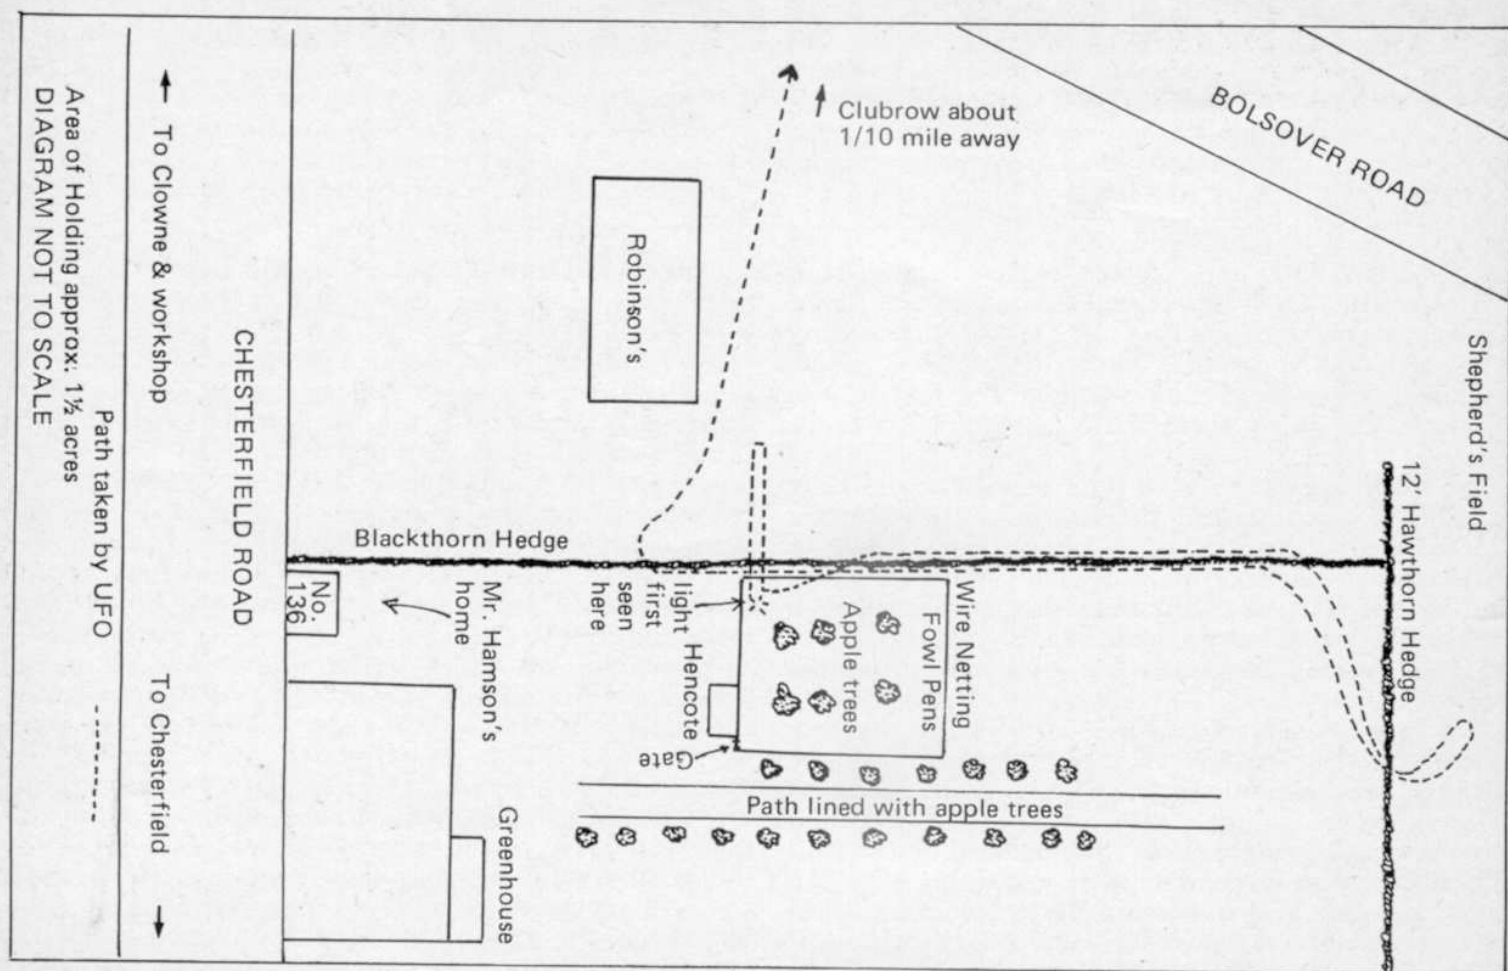 Clubrow about
1/10 mile away
BOLSOVER ROAD
Shepherd's Field
12' Hawthorn Hedge
Robinson's
Blackthorn Hedge
No.
136
Mr. Hamson's
home
light
first
seen
here
Hencote
Gate
Wire Netting
Fowl Pens
Apple trees
Path lined with apple trees
Greenhouse
CHESTERFIELD ROAD
To Clowne & workshop
To Chesterfield
Path taken by UFO
Area of Holding approx: 1½ acres
DIAGRAM NOT TO SCALE